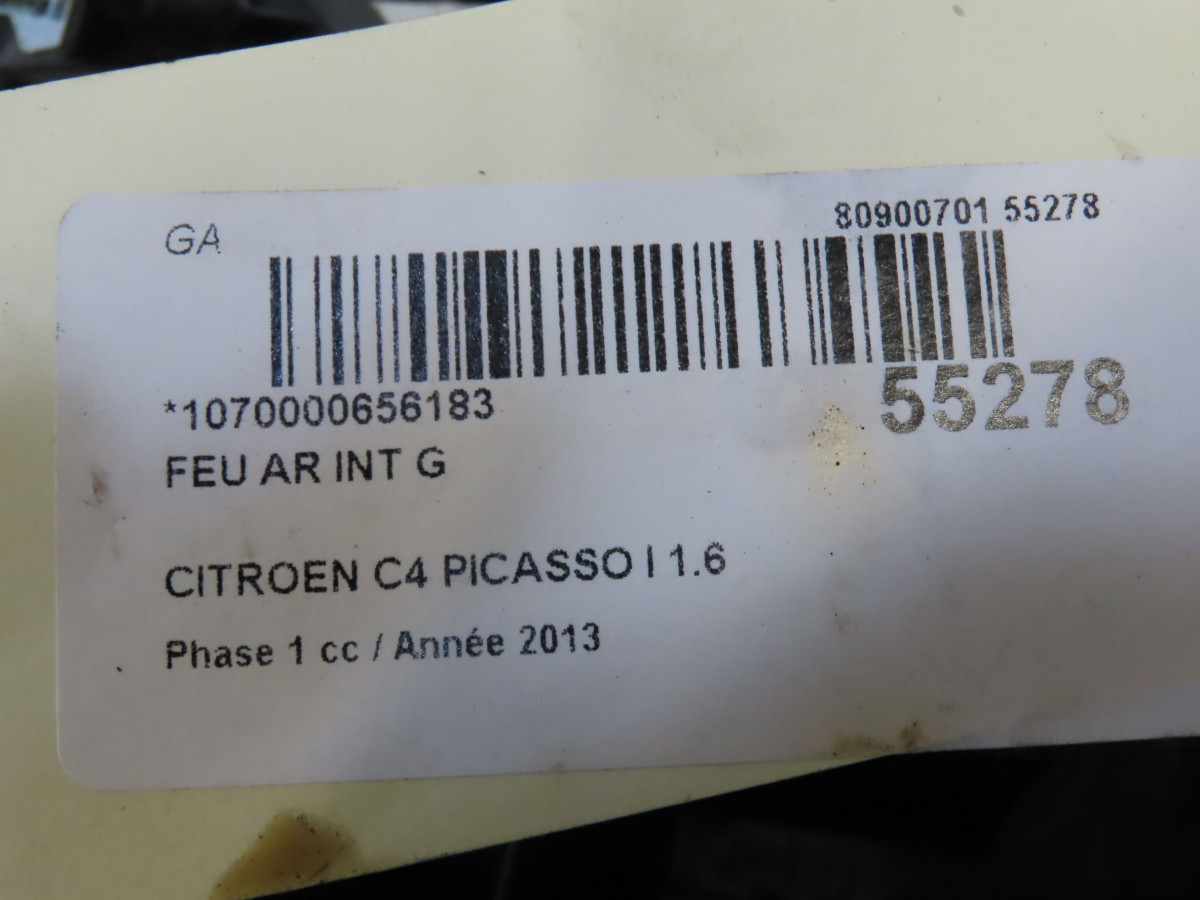 80900701 55278
GA
*1070000656183
55278
FEU AR INT G
CITROEN C4 PICASSO I 1.6
Phase 1 cc / Année 2013